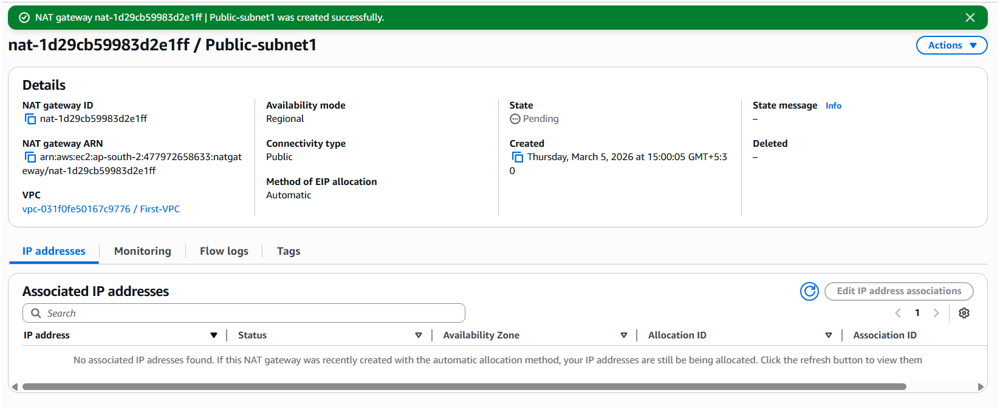 NAT gateway nat-1d29cb59983d2e1ff | Public-subnet1 was created successfully.
nat-1d29cb59983d2e1ff / Public-subnet1
Actions
Details
NAT gateway ID
nat-1d29cb59983d2e1ff
NAT gateway ARN
arn:aws:ec2:ap-south-2:477972658633:natgat
eway/nat-1d29cb59983d2e1ff
VPC
vpc-031f0fe50167c9776 / First-VPC
Availability mode
Regional
Connectivity type
Public
Method of EIP allocation
Automatic
State
Pending
Created
Thursday, March 5, 2026 at 15:00:05 GMT+5:3
0
State message Info
–
Deleted
–
IP addresses Monitoring Flow logs Tags
Associated IP addresses
Edit IP address associations
Search
1
IP address Status Availability Zone Allocation ID Association ID
No associated IP adresses found. If this NAT gateway was recently created with the automatic allocation method, your IP addresses are still be being allocated. Click the refresh button to view them